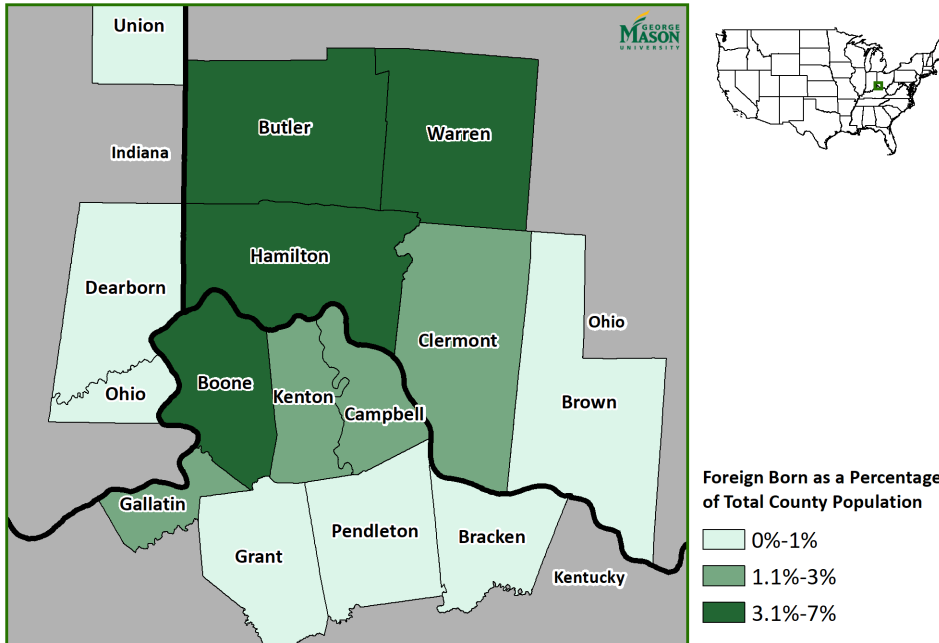 Union
GEORGE
MASON
UNIVERSITY
Butler
Warren
Indiana
Hamilton
Dearborn
Ohio
Clermont
Boone
Ohio
Kenton
Brown
Campbell
Gallatin
Pendleton
Bracken
Grant
Kentucky
Foreign Born as a Percentage
of Total County Population
0%-1%
1.1%-3%
3.1%-7%